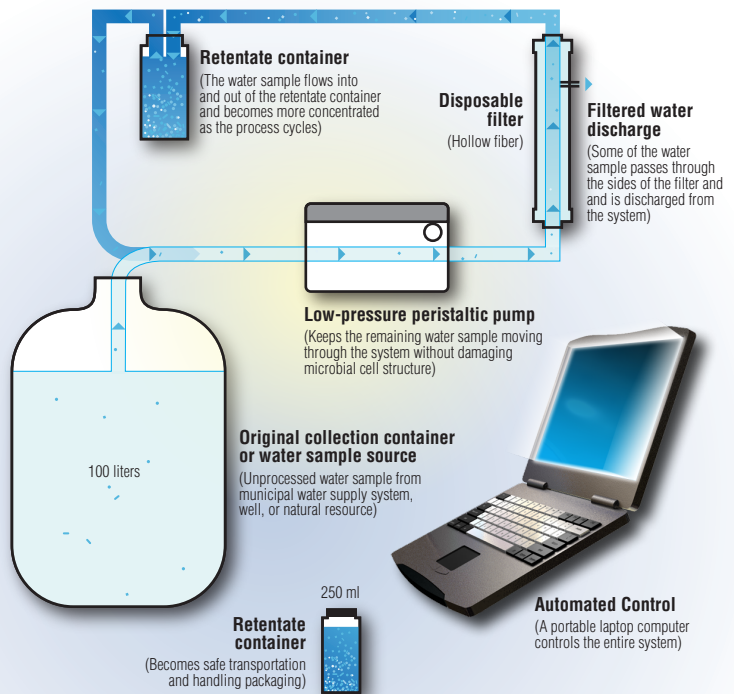 Retentate container
(The water sample flows into
and out of the retentate container
and becomes more concentrated
as the process cycles)
Disposable
filter
(Hollow fiber)
Filtered water
discharge
(Some of the water
sample passes through
the sides of the filter and
and is discharged from
the system)
Low-pressure peristaltic pump
(Keeps the remaining water sample moving
through the system without damaging
microbial cell structure)
100 liters
Original collection container
or water sample source
(Unprocessed water sample from
municipal water supply system,
well, or natural resource)
250 ml
Retentate
container
(Becomes safe transportation
and handling packaging)
Automated Control
(A portable laptop computer
controls the entire system)